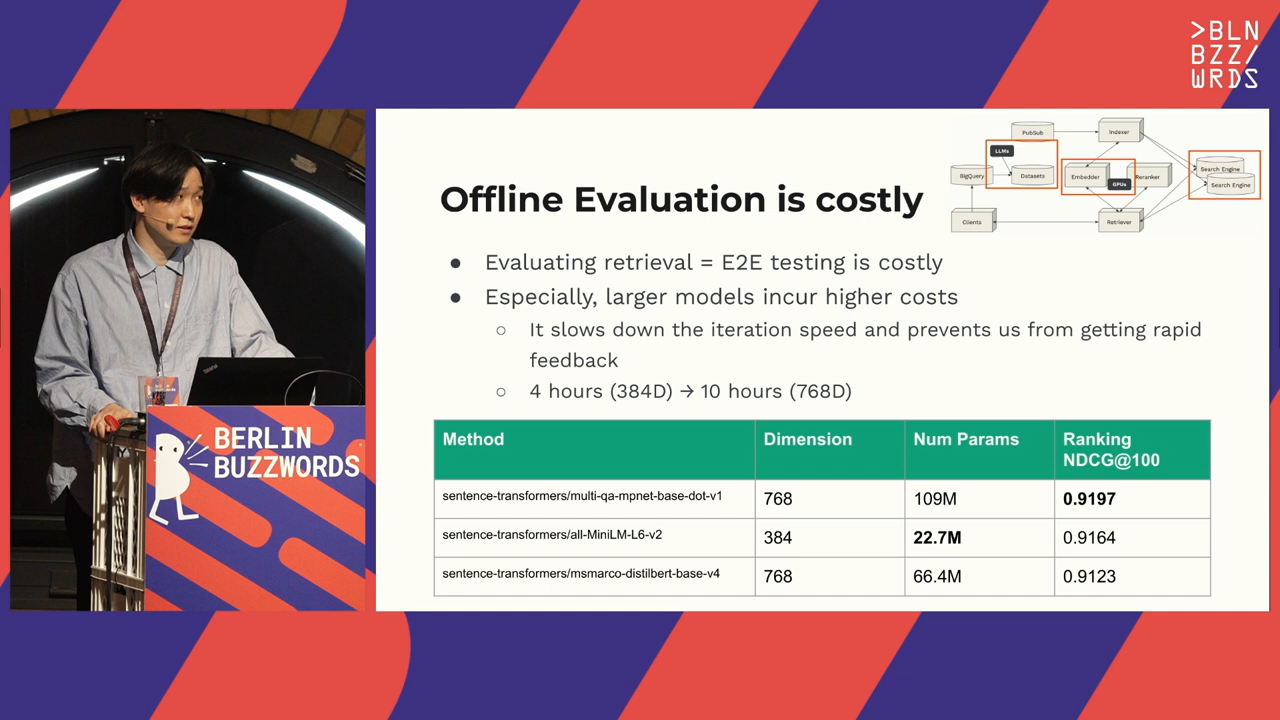 >BLN
BZZ/
WRDS
PubSub
Indexer
LLMs
BigQuery
Datasets
Embedder
GPUs
Reranker
Search Engine
Search Engine
Clients
Retriever
Offline Evaluation is costly
● Evaluating retrieval = E2E testing is costly
● Especially, larger models incur higher costs
○ It slows down the iteration speed and prevents us from getting rapid
feedback
○ 4 hours (384D) → 10 hours (768D)
Method Dimension Num Params Ranking
NDCG@100
sentence-transformers/multi-qa-mpnet-base-dot-v1 768 109M 0.9197
sentence-transformers/all-MiniLM-L6-v2 384 22.7M 0.9164
sentence-transformers/msmarco-distilbert-base-v4 768 66.4M 0.9123
BERLIN
BUZZWORDS